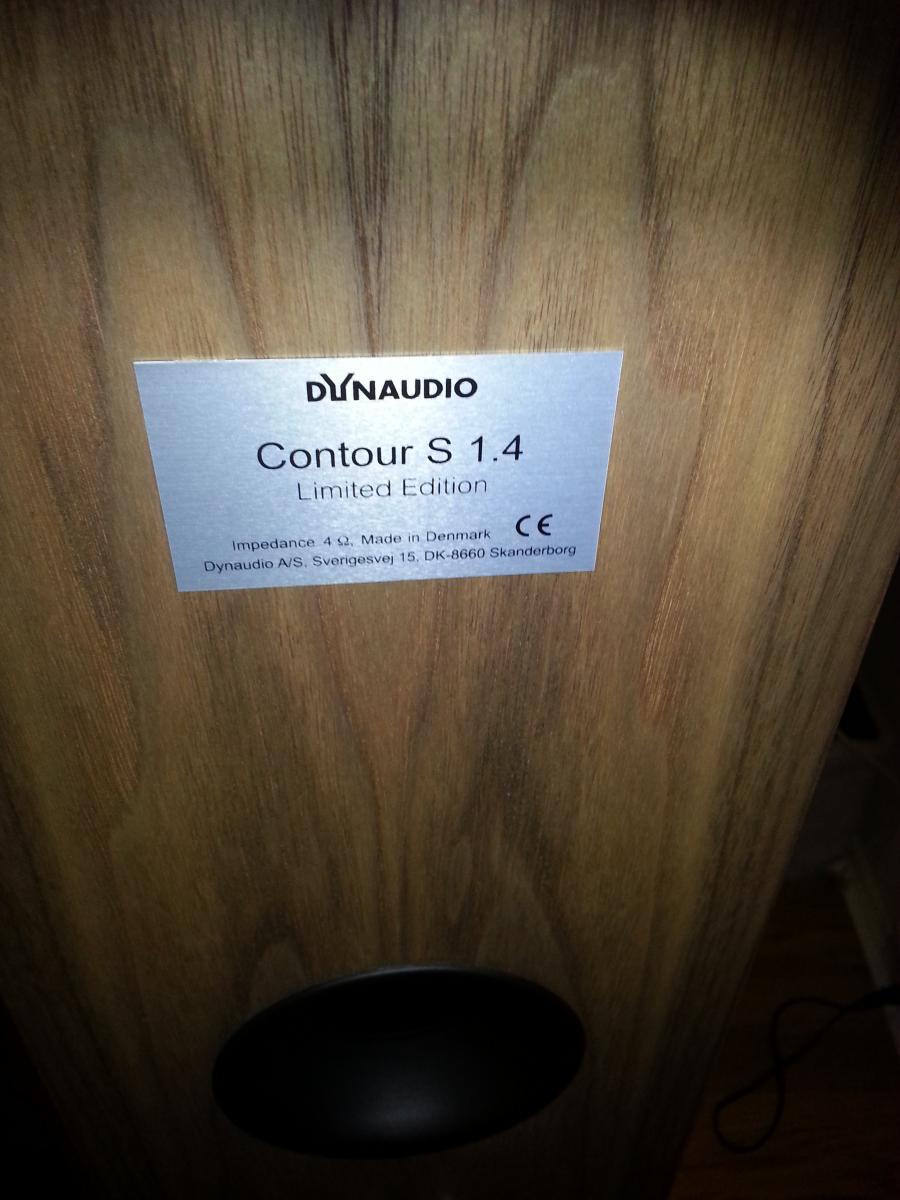 DYNAUDIO
Contour S 1.4
Limited Edition
Impedance 4 Ω, Made in Denmark CE
Dynaudio A/S, Sverigesvej 15, DK-8660 Skanderborg